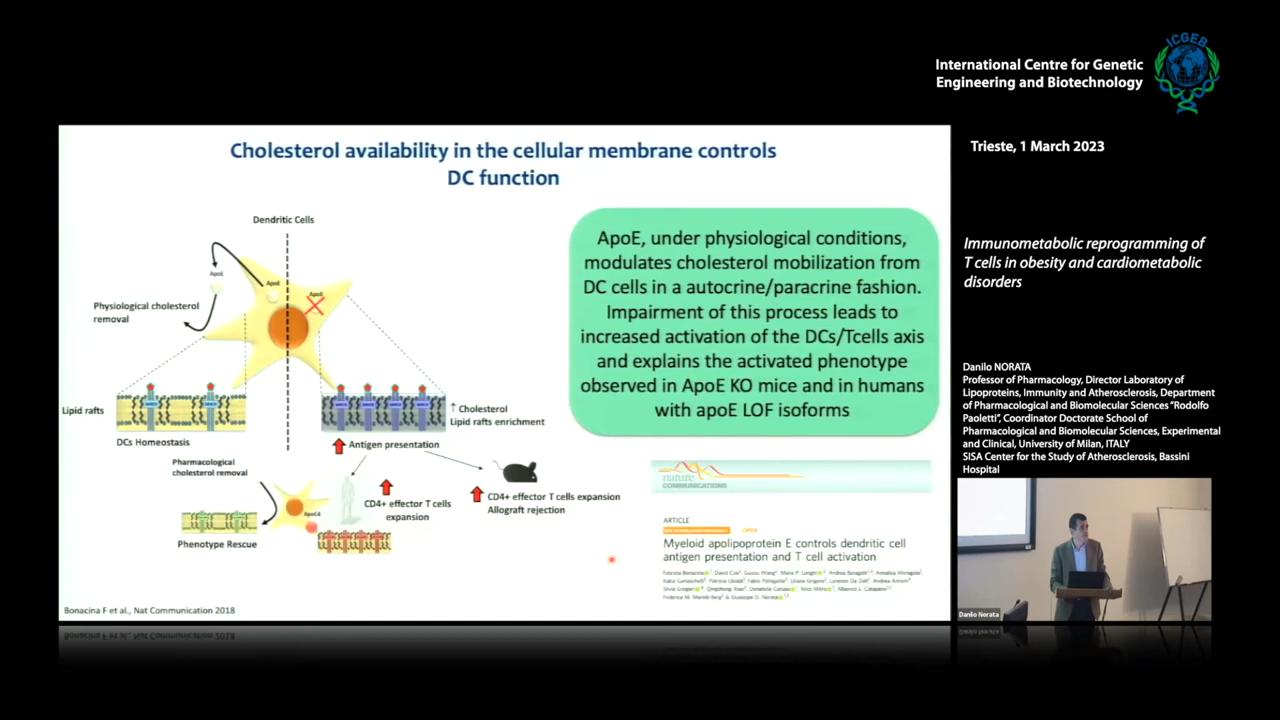 ICGEB
International Centre for Genetic
Engineering and Biotechnology
Trieste, 1 March 2023
Immunometabolic reprogramming of
T cells in obesity and cardiometabolic
disorders
Danilo NORATA
Professor of Pharmacology, Director Laboratory of
Lipoproteins, Immunity and Atherosclerosis, Department
of Pharmacological and Biomolecular Sciences “Rodolfo
Paoletti”, Coordinator Doctorate School of
Pharmacological and Biomolecular Sciences, Experimental
and Clinical, University of Milan, ITALY
SISA Center for the Study of Atherosclerosis, Bassini
Hospital
Danilo Norata
Cholesterol availability in the cellular membrane controls
DC function
Dendritic Cells
ApoE
ApoE
Physiological cholesterol
removal
Lipid rafts
DCs Homeostasis
↑ Cholesterol
Lipid rafts enrichment
Antigen presentation
Pharmacological
cholesterol removal
Phenotype Rescue
CD4+ effector T cells
expansion
CD4+ effector T cells expansion
Allograft rejection
ApoE, under physiological conditions,
modulates cholesterol mobilization from
DC cells in a autocrine/paracrine fashion.
Impairment of this process leads to
increased activation of the DCs/Tcells axis
and explains the activated phenotype
observed in ApoE KO mice and in humans
with apoE LOF isoforms
nature
COMMUNICATIONS
ARTICLE
OPEN
Myeloid apolipoprotein E controls dendritic cell
antigen presentation and T cell activation
Bonacina F et al., Nat Communication 2018